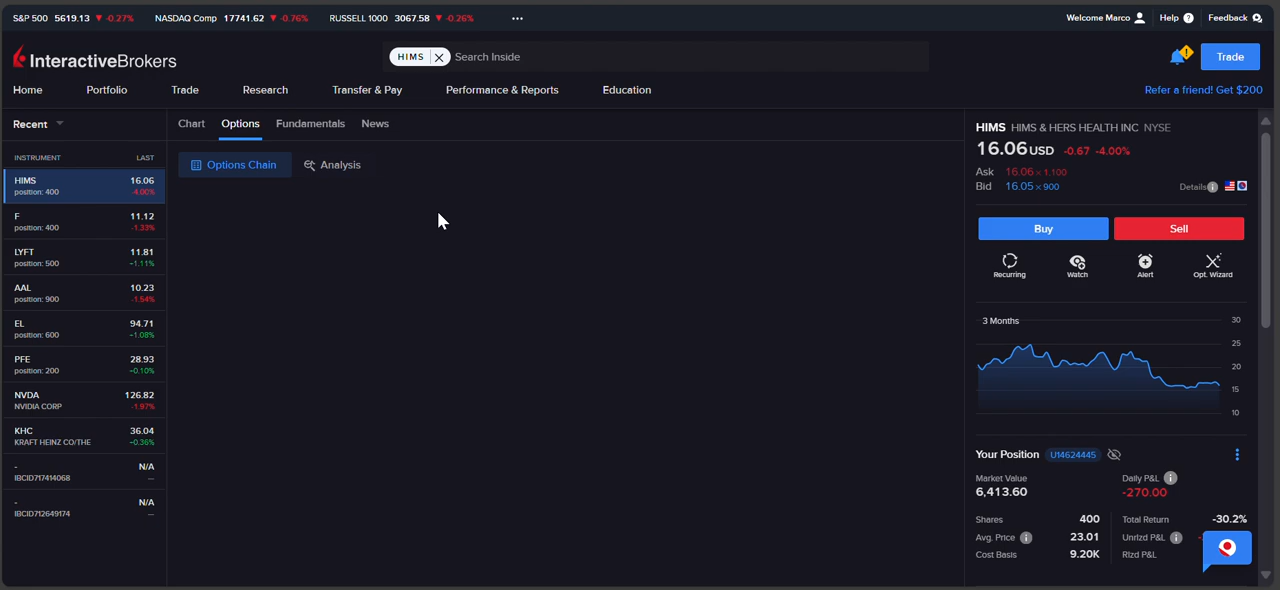 S&P 500 5619.13 ▼ -0.27% NASDAQ Comp 17741.62 ▼ -0.76% RUSSELL 1000 3067.58 ▼ -0.26% ••• Welcome Marco Help ? Feedback
InteractiveBrokers HIMS X Search Inside Trade
Home Portfolio Trade Research Transfer & Pay Performance & Reports Education Refer a friend! Get $200
Recent
INSTRUMENT LAST
HIMS 16.06
position: 400 -4.00%
F 11.12
position: 400 -1.33%
LYFT 11.81
position: 500 -1.11%
AAL 10.23
position: 900 -1.54%
EL 94.71
position: 600 -1.08%
PFE 28.93
position: 200 -0.10%
NVDA 126.82
NVIDIA CORP -1.97%
KHC 36.04
KRAFT HEINZ CO/THE -0.36%
- N/A
IBCID717414068 —
- N/A
IBCID712649174 —
Chart Options Fundamentals News
Options Chain Analysis
HIMS HIMS & HERS HEALTH INC NYSE
16.06 USD -0.67 -4.00%
Ask 16.06 × 1,100
Bid 16.05 × 900 Details
Buy Sell
Recurring Watch Alert Opt. Wizard
3 Months 30
25
20
15
10
Your Position U14624445
Market Value Daily P&L
6,413.60 -270.00
Shares 400 Total Return -30.2%
Avg. Price 23.01 Unrlzd P&L
Cost Basis 9.20K Rlzd P&L